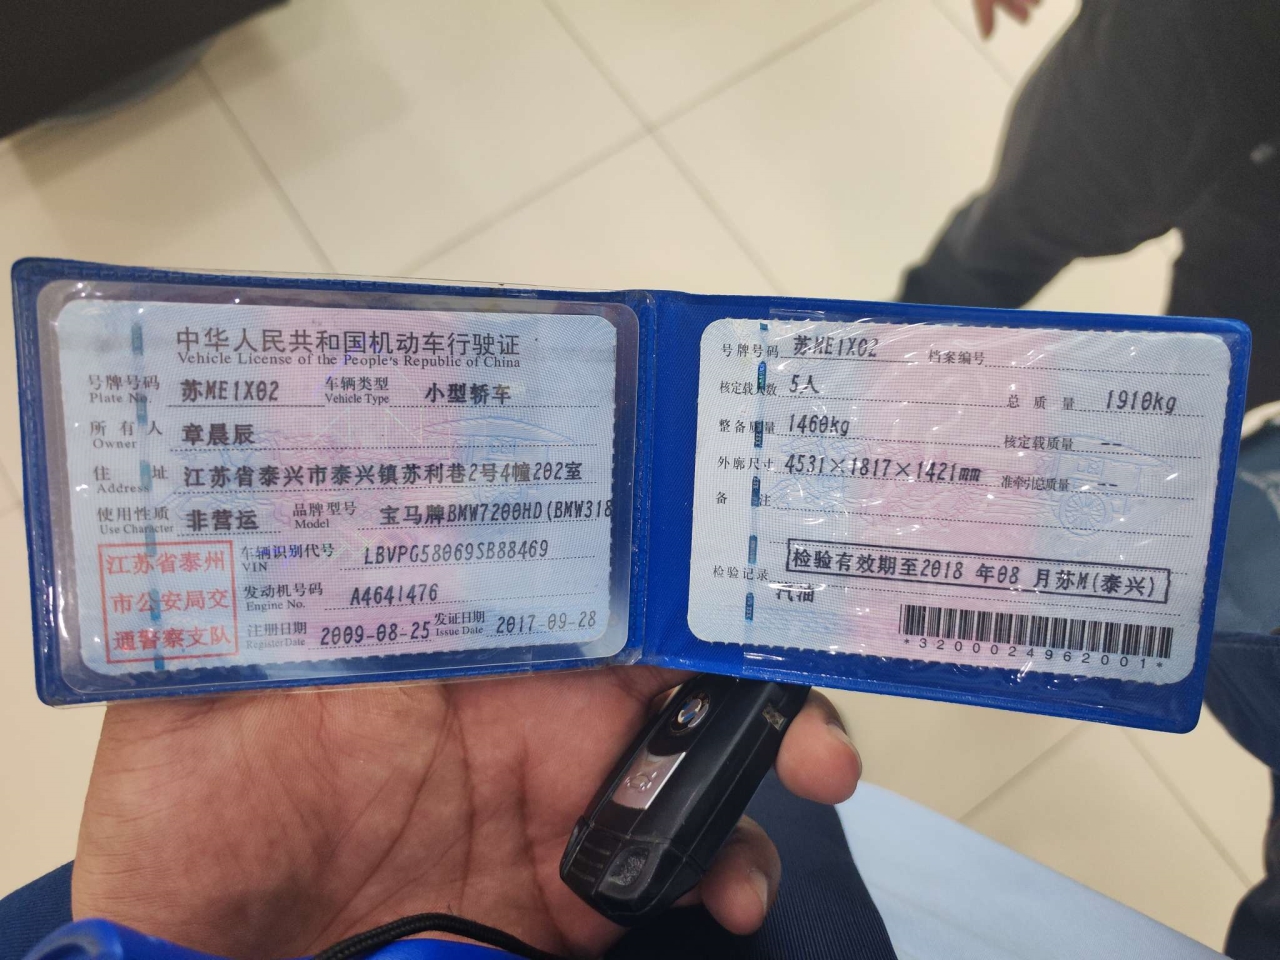 中华人民共和国机动车行驶证
Vehicle License of the People's Republic of China
号牌号码 苏ME1X02 车辆类型 小型轿车
Plate No. Vehicle Type
所有人 章晨辰
Owner
住址 江苏省泰兴市泰兴镇苏利巷2号4幢202室
Address
使用性质 非营运 品牌型号 宝马牌BMW7200HD(BMW318
Use Character Model
江苏省泰州
市公安局交
通警察支队
车辆识别代号 LBVPG58069SB88469
VIN
发动机号码 A4641476
Engine No.
注册日期 2009-08-25 发证日期 2017-09-28
Register Date Issue Date
号牌号码 苏ME1X02 档案编号
核定载人数 5人 总质量 1910kg
整备质量 1460kg 核定载质量 --
外廓尺寸 4531×1817×1421mm 准牵引总质量 --
备注
检验记录 检验有效期至2018 年08 月苏M(泰兴)
汽油
*3200024962001*